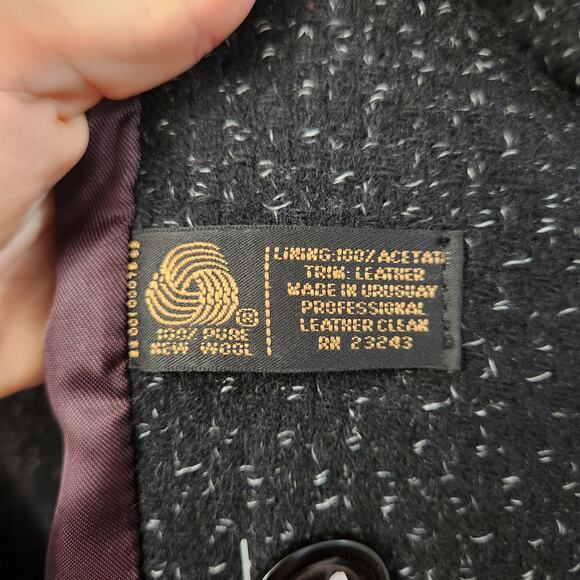 100% PURE
NEW WOOL
®
LINING:100% ACETATE
TRIM: LEATHER
MADE IN URUGUAY
PROFESSIONAL
LEATHER CLEAN
RN 23243